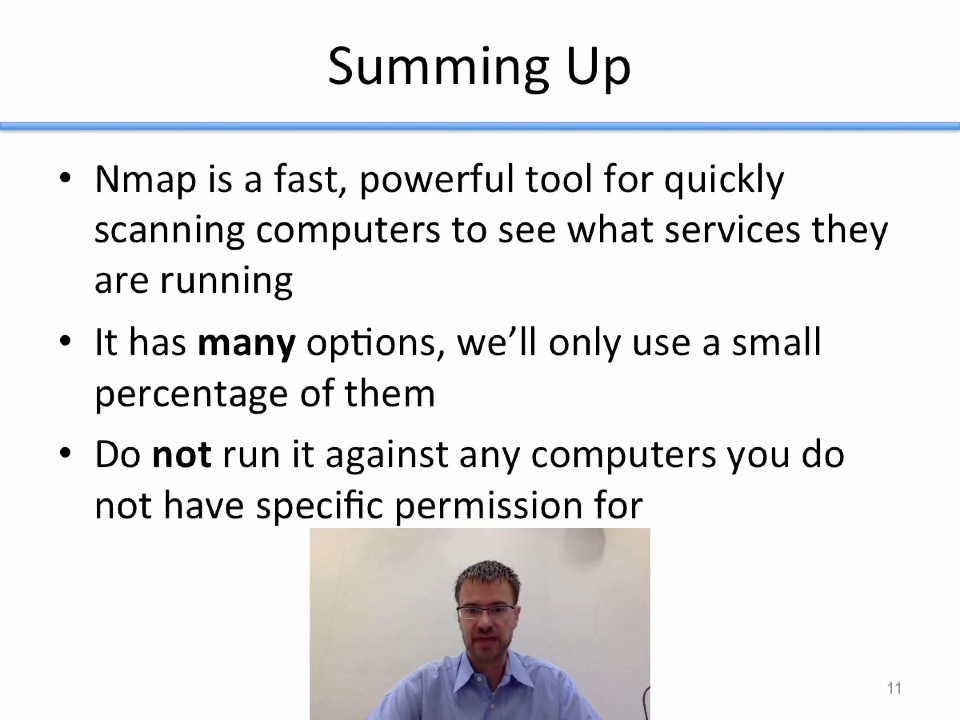 Summing Up
• Nmap is a fast, powerful tool for quickly
scanning computers to see what services they
are running
• It has many options, we’ll only use a small
percentage of them
• Do not run it against any computers you do
not have specific permission for
11